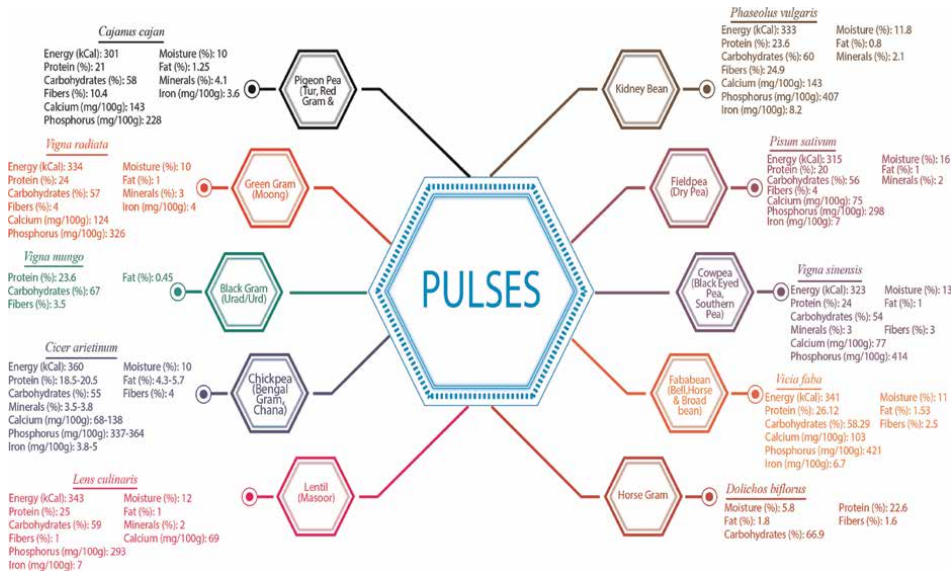 Cajanus cajan
Energy (kCal): 301 Moisture (%): 10
Protein (%): 21 Fat (%): 1.25
Carbohydrates (%): 58 Minerals (%): 4.1
Fibers (%): 10.4 Iron (mg/100g): 3.6
Calcium (mg/100g): 143
Phosphorus (mg/100g): 228
Pigeon Pea
(Tur, Red
Gram &
Phaseolus vulgaris
Energy (kCal): 333 Moisture (%): 11.8
Protein (%): 23.6 Fat (%): 0.8
Carbohydrates (%): 60 Minerals (%): 2.1
Fibers (%): 24.9
Calcium (mg/100g): 143
Phosphorus (mg/100g): 407
Iron (mg/100g): 8.2
Kidney Bean
Vigna radiata
Energy (kCal): 334 Moisture (%): 10
Protein (%): 24 Fat (%): 1
Carbohydrates (%): 57 Minerals (%): 3
Fibers (%): 4 Iron (mg/100g): 4
Calcium (mg/100g): 124
Phosphorus (mg/100g): 326
Green Gram
(Moong)
Pisum sativum
Energy (kCal): 315 Moisture (%): 16
Protein (%): 20 Fat (%): 1
Carbohydrates (%): 56 Minerals (%): 2
Fibers (%): 4
Calcium (mg/100g): 75
Phosphorus (mg/100g): 298
Iron (mg/100g): 7
Fieldpea
(Dry Pea)
Vigna mungo
Protein (%): 23.6 Fat (%): 0.45
Carbohydrates (%): 67
Fibers (%): 3.5
Black Gram
(Urad/Urd)
PULSES
Cowpea
(Black Eyed
Pea,
Southern
Pea)
Vigna sinensis
Energy (kCal): 323 Moisture (%): 13
Protein (%): 24 Fat (%): 1
Carbohydrates (%): 54
Minerals (%): 3 Fibers (%): 3
Calcium (mg/100g): 77
Phosphorus (mg/100g): 414
Cicer arietinum
Energy (kCal): 360 Moisture (%): 10
Protein (%): 18.5-20.5 Fat (%): 4.3-5.7
Carbohydrates (%): 55 Fibers (%): 4
Minerals (%): 3.5-3.8
Calcium (mg/100g): 68-138
Phosphorus (mg/100g): 337-364
Iron (mg/100g): 3.8-5
Chickpea
(Bengal
Gram,
Chana)
Fababean
(Bell,Horse
& Broad
bean)
Vicia faba
Energy (kCal): 341 Moisture (%): 11
Protein (%): 26.12 Fat (%): 1.53
Carbohydrates (%): 58.29 Fibers (%): 2.5
Calcium (mg/100g): 103
Phosphorus (mg/100g): 421
Iron (mg/100g): 6.7
Lens culinaris
Energy (kCal): 343 Moisture (%): 12
Protein (%): 25 Fat (%): 1
Carbohydrates (%): 59 Minerals (%): 2
Fibers (%): 1 Calcium (mg/100g): 69
Phosphorus (mg/100g): 293
Iron (mg/100g): 7
Lentil
(Masoor)
Horse Gram
Dolichos biflorus
Moisture (%): 5.8 Protein (%): 22.6
Fat (%): 1.8 Fibers (%): 1.6
Carbohydrates (%): 66.9